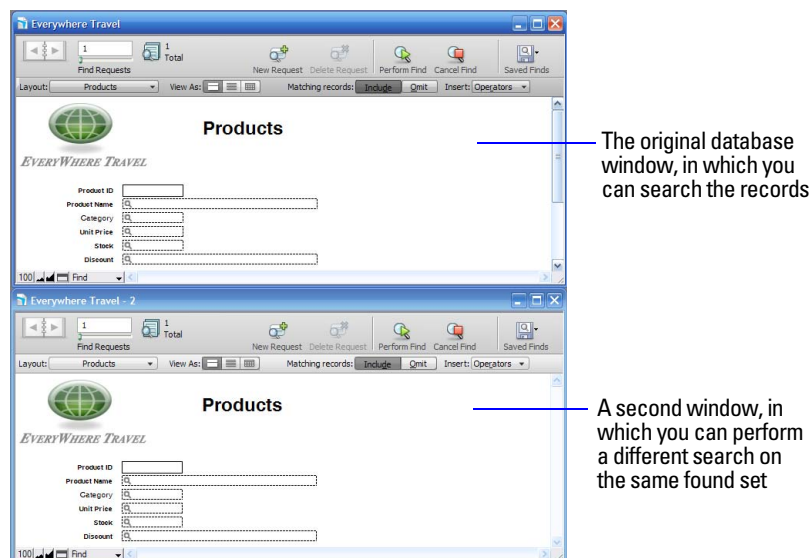 Everywhere Travel
1
1
Total
Find Requests
New Request Delete Request Perform Find Cancel Find Saved Finds
Layout: Products View As: Matching records: Include Omit Insert: Operators
Products
EVERYWHERE TRAVEL
Product ID
Product Name
Category
Unit Price
Stock
Discount
100 Find
The original database
window, in which you
can search the records
Everywhere Travel - 2
1
1
Total
Find Requests
New Request Delete Request Perform Find Cancel Find Saved Finds
Layout: Products View As: Matching records: Include Omit Insert: Operators
Products
EVERYWHERE TRAVEL
Product ID
Product Name
Category
Unit Price
Stock
Discount
100 Find
A second window, in
which you can perform
a different search on
the same found set